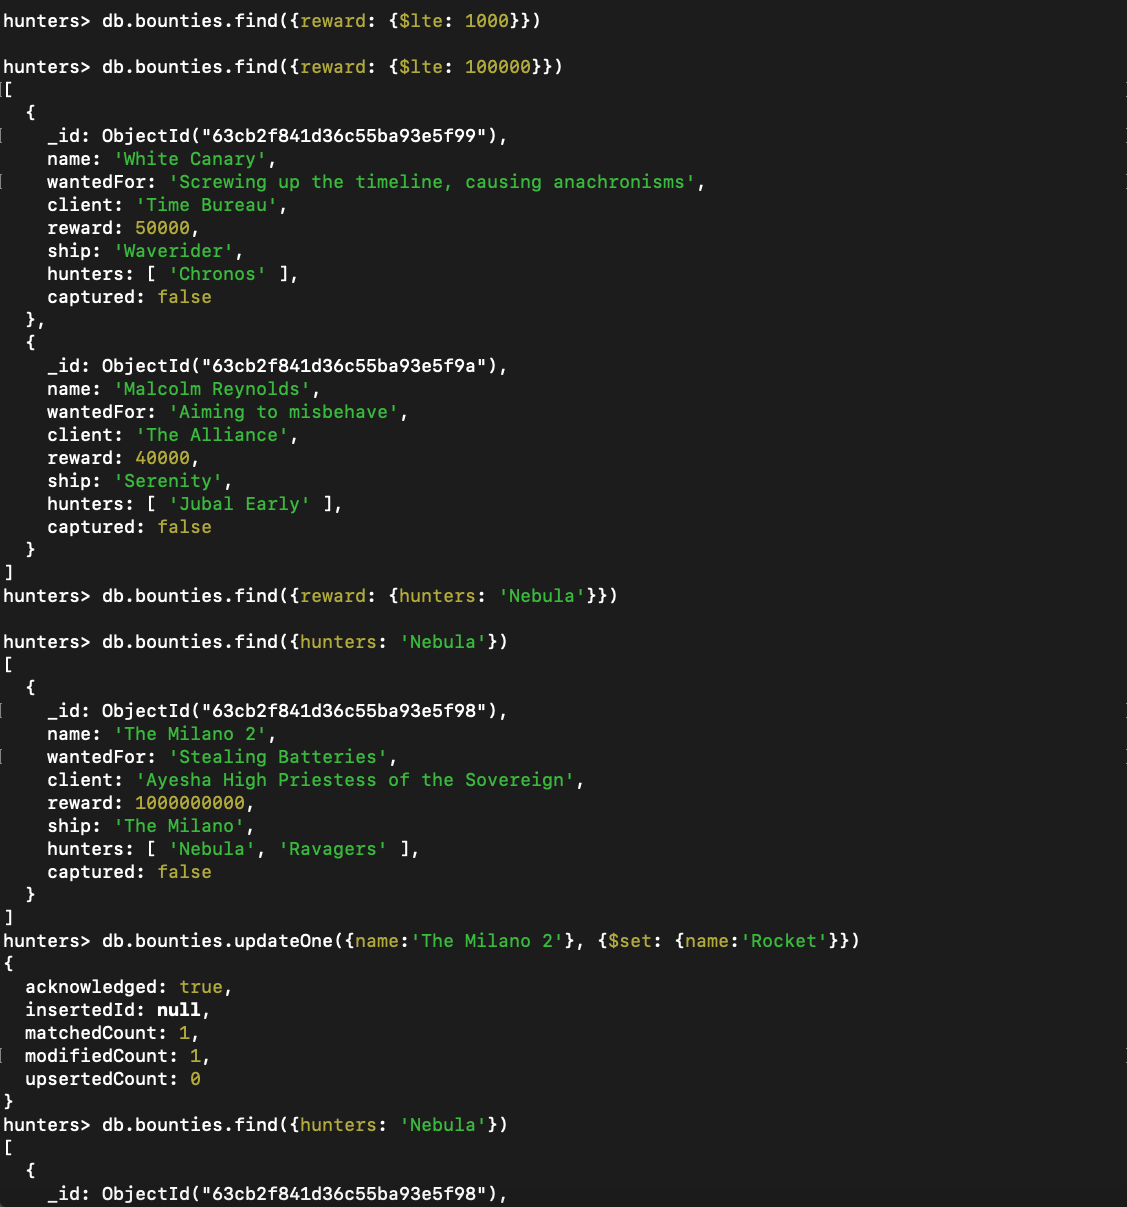 hunters> db.bounties.find({reward: {$lte: 1000}})
hunters> db.bounties.find({reward: {$lte: 100000}})
[
  {
    _id: ObjectId("63cb2f841d36c55ba93e5f99"),
    name: 'White Canary',
    wantedFor: 'Screwing up the timeline, causing anachronisms',
    client: 'Time Bureau',
    reward: 50000,
    ship: 'Waverider',
    hunters: [ 'Chronos' ],
    captured: false
  },
  {
    _id: ObjectId("63cb2f841d36c55ba93e5f9a"),
    name: 'Malcolm Reynolds',
    wantedFor: 'Aiming to misbehave',
    client: 'The Alliance',
    reward: 40000,
    ship: 'Serenity',
    hunters: [ 'Jubal Early' ],
    captured: false
  }
]
hunters> db.bounties.find({reward: {hunters: 'Nebula'}})
hunters> db.bounties.find({hunters: 'Nebula'})
[
  {
    _id: ObjectId("63cb2f841d36c55ba93e5f98"),
    name: 'The Milano 2',
    wantedFor: 'Stealing Batteries',
    client: 'Ayesha High Priestess of the Sovereign',
    reward: 1000000000,
    ship: 'The Milano',
    hunters: [ 'Nebula', 'Ravagers' ],
    captured: false
  }
]
hunters> db.bounties.updateOne({name:'The Milano 2'}, {$set: {name:'Rocket'}})
{
  acknowledged: true,
  insertedId: null,
  matchedCount: 1,
  modifiedCount: 1,
  upsertedCount: 0
}
hunters> db.bounties.find({hunters: 'Nebula'})
[
  {
    _id: ObjectId("63cb2f841d36c55ba93e5f98"),